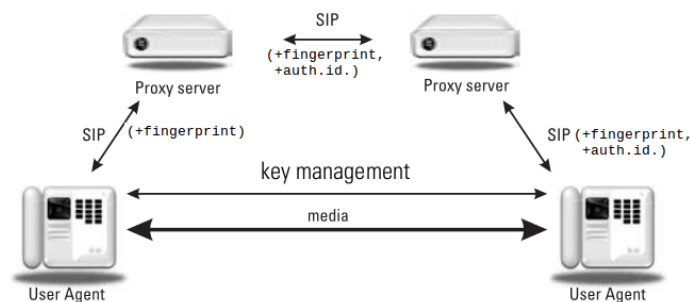 SIP
(+fingerprint,
+auth.id.)
Proxy server
Proxy server
SIP (+fingerprint)
SIP (+fingerprint,
+auth.id.)
key management
media
User Agent
User Agent